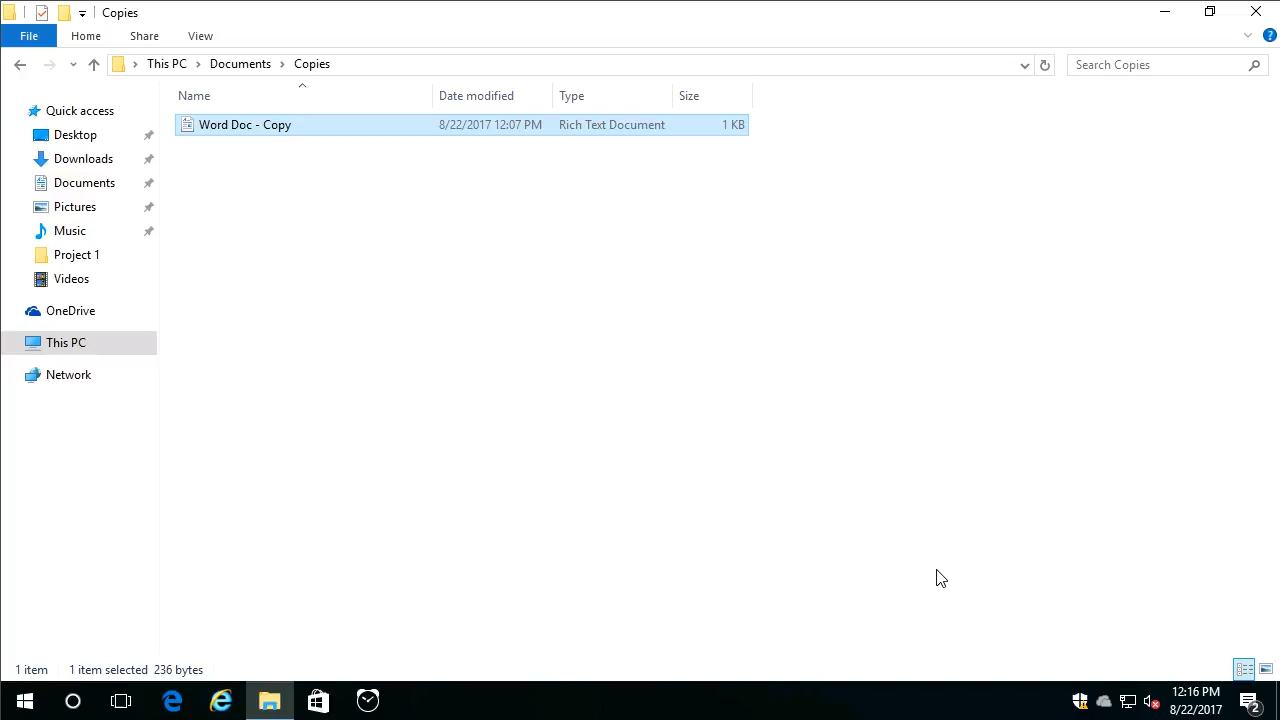 Copies
File Home Share View
This PC Documents Copies
Search Copies
Name Date modified Type Size
Word Doc - Copy 8/22/2017 12:07 PM Rich Text Document 1 KB
Quick access
Desktop
Downloads
Documents
Pictures
Music
Project 1
Videos
OneDrive
This PC
Network
1 item 1 item selected 236 bytes
12:16 PM
8/22/2017
2